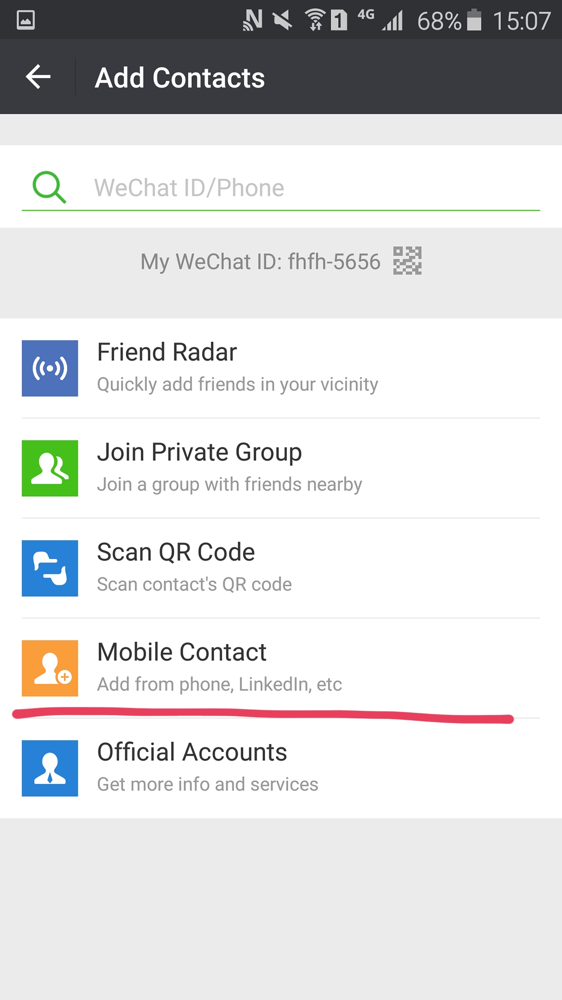 N 1 4G 68% 15:07
Add Contacts
WeChat ID/Phone
My WeChat ID: fhfh-5656
Friend Radar
Quickly add friends in your vicinity
Join Private Group
Join a group with friends nearby
Scan QR Code
Scan contact's QR code
Mobile Contact
Add from phone, LinkedIn, etc
Official Accounts
Get more info and services